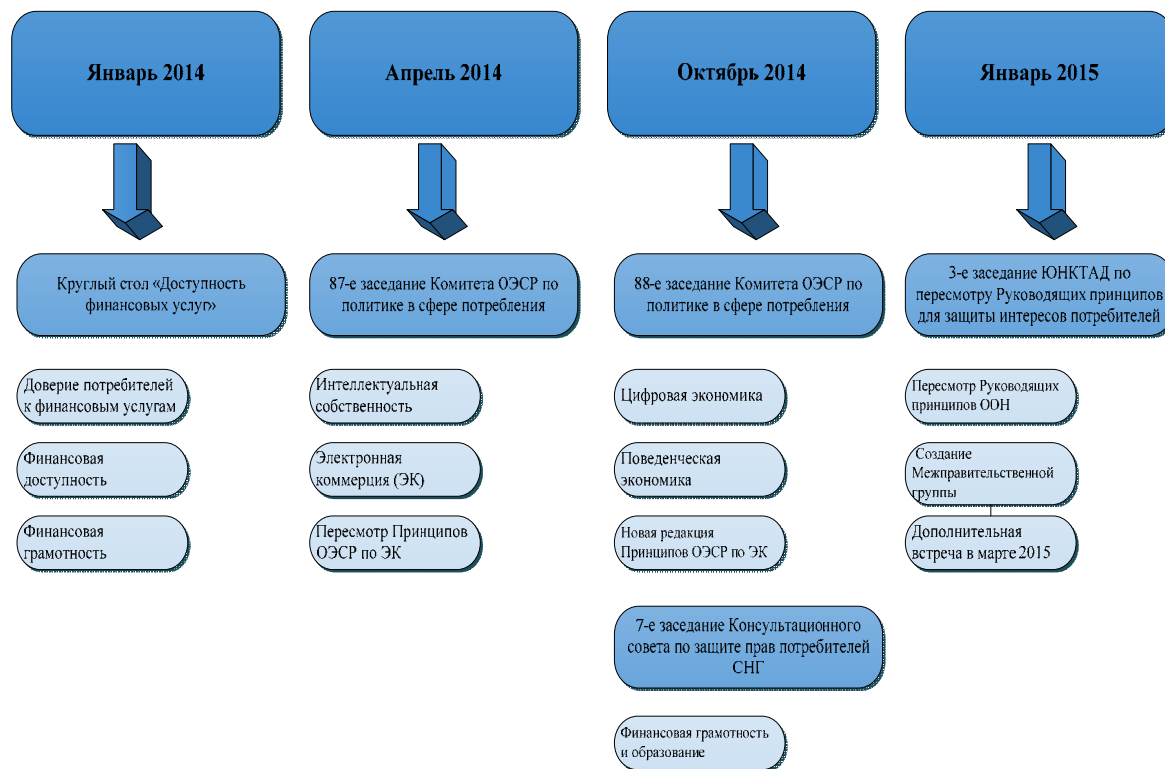 Январь 2014
Апрель 2014
Октябрь 2014
Январь 2015
Круглый стол «Доступность
финансовых услуг»
87-е заседание Комитета ОЭСР по
политике в сфере потребления
88-е заседание Комитета ОЭСР по
политике в сфере потребления
3-е заседание ЮНКТАД по
пересмотру Руководящих принципов
для защиты интересов потребителей
Доверие потребителей
к финансовым услугам
Интеллектуальная
собственность
Цифровая экономика
Пересмотр Руководящих
принципов ООН
Финансовая
доступность
Электронная
коммерция (ЭК)
Поведенческая
экономика
Создание
Межправительственной
группы
Финансовая
грамотность
Пересмотр Принципов
ОЭСР по ЭК
Новая редакция
Принципов ОЭСР по ЭК
Дополнительная
встреча в марте 2015
7-е заседание Консультационного
совета по защите прав потребителей
СНГ
Финансовая грамотность
и образование